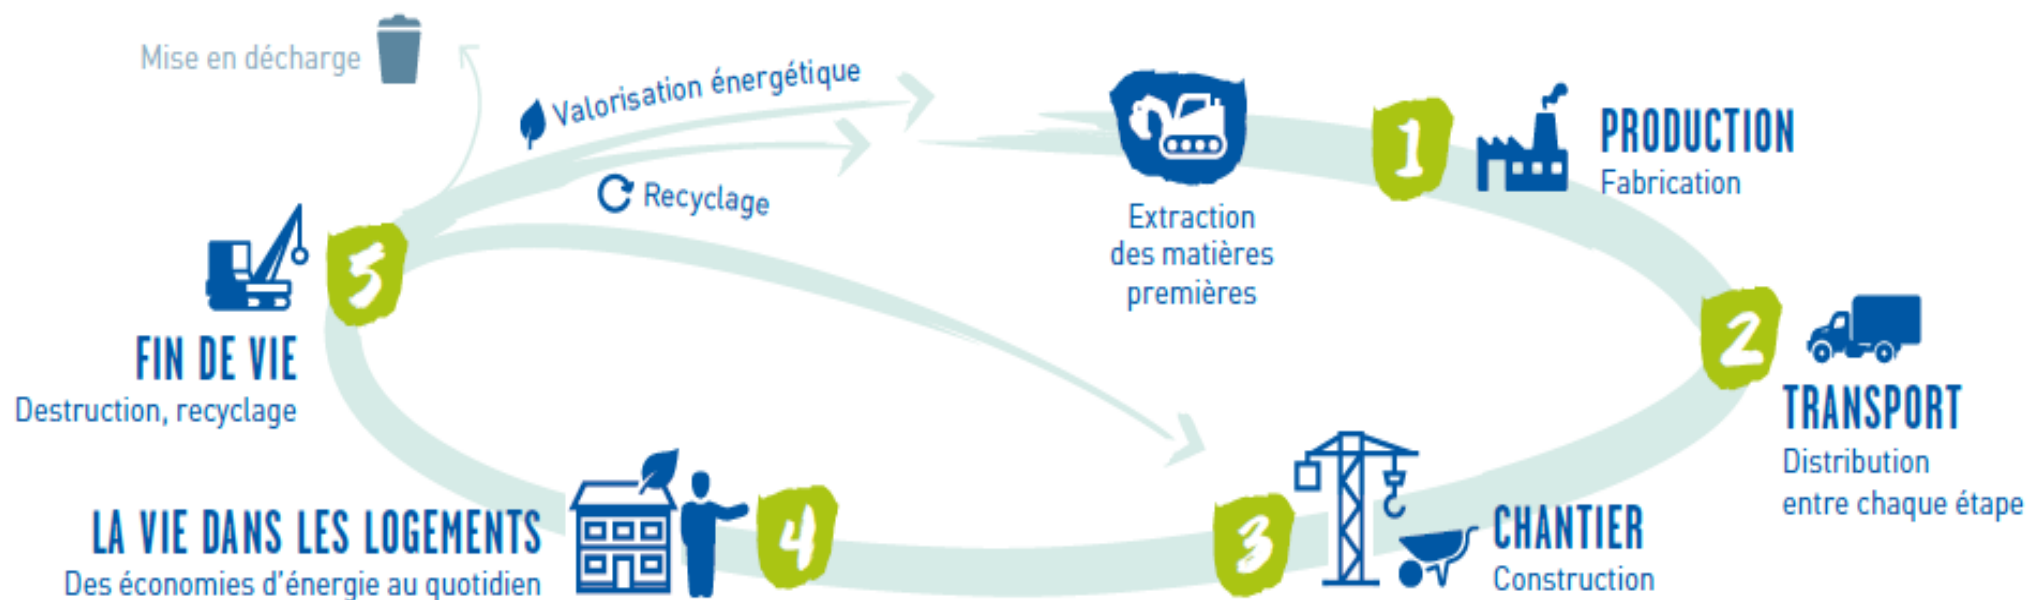 Mise en décharge
Valorisation énergétique
Recyclage
Extraction
des matières
premières
1
PRODUCTION
Fabrication
2
TRANSPORT
Distribution
entre chaque étape
3
CHANTIER
Construction
4
LA VIE DANS LES LOGEMENTS
Des économies d'énergie au quotidien
5
FIN DE VIE
Destruction, recyclage